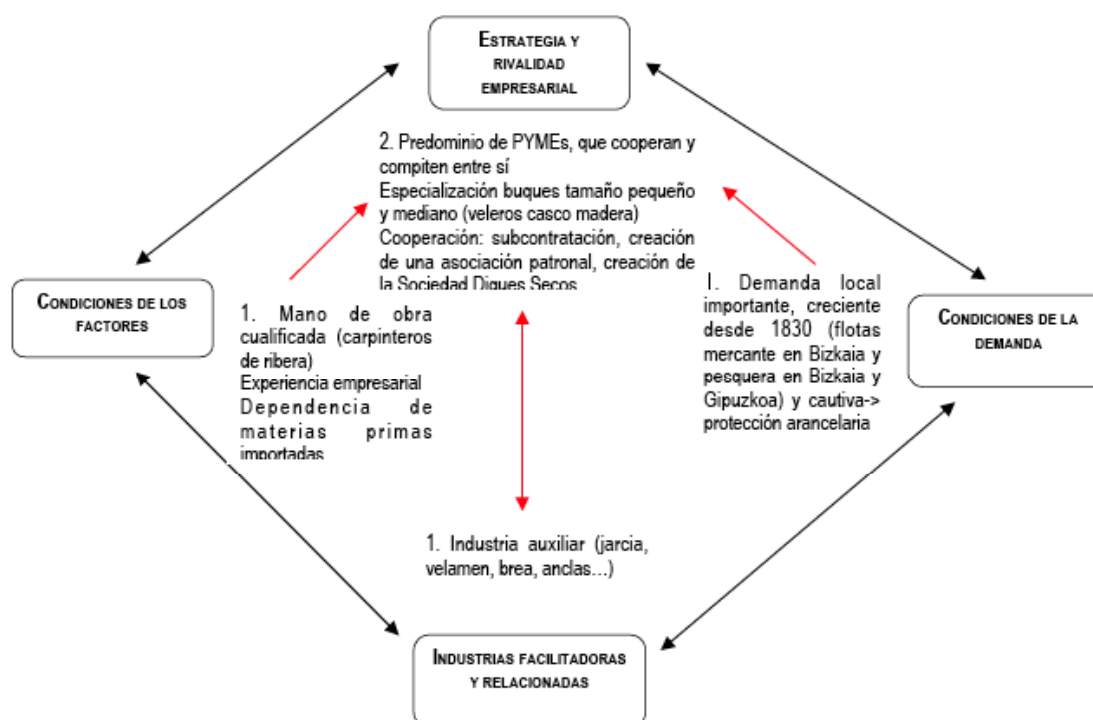 ESTRATEGIA Y
RIVALIDAD
EMPRESARIAL
2. Predominio de PYMEs, que cooperan y
compiten entre sí
Especialización buques tamaño pequeño
y mediano (veleros casco madera)
Cooperación: subcontratación, creación
de una asociación patronal, creación de
la Sociedad Diques Secos
CONDICIONES DE LOS
FACTORES
1. Mano de obra
cualificada (carpinteros
de ribera)
Experiencia empresarial
Dependencia de
materias primas
importadas
I. Demanda local
importante, creciente
desde 1830 (flotas
mercante en Bizkaia y
pesquera en Bizkaia y
Gipuzkoa) y cautiva->
protección arancelaria
CONDICIONES DE LA
DEMANDA
1. Industria auxiliar (jarcia,
velamen, brea, anclas...)
INDUSTRIAS FACILITADORAS
Y RELACIONADAS